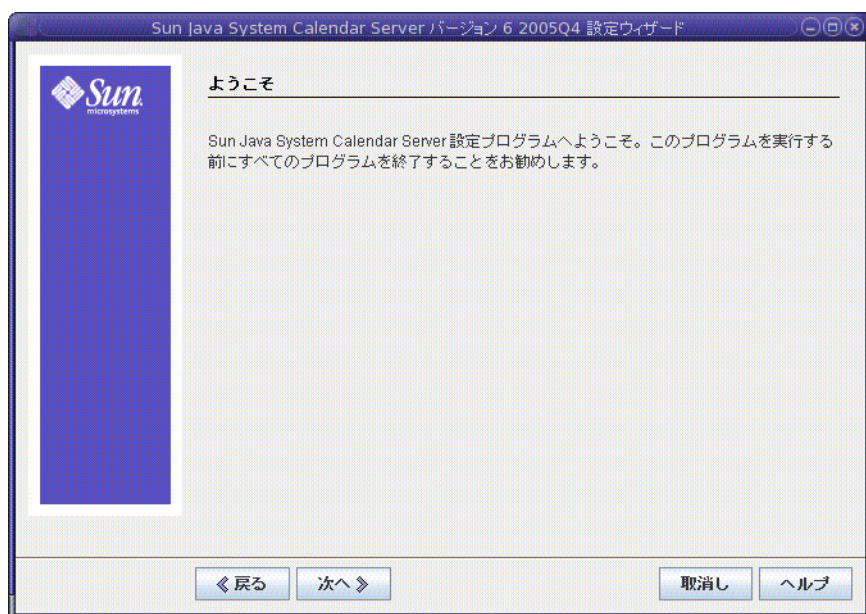 Sun Java System Calendar Server バージョン 6 2005Q4 設定ウィザード
Sun
microsystems
ようこそ
Sun Java System Calendar Server 設定プログラムへようこそ。このプログラムを実行する
前にすべてのプログラムを終了することをお勧めします。
戻る 次へ 取消し ヘルプ